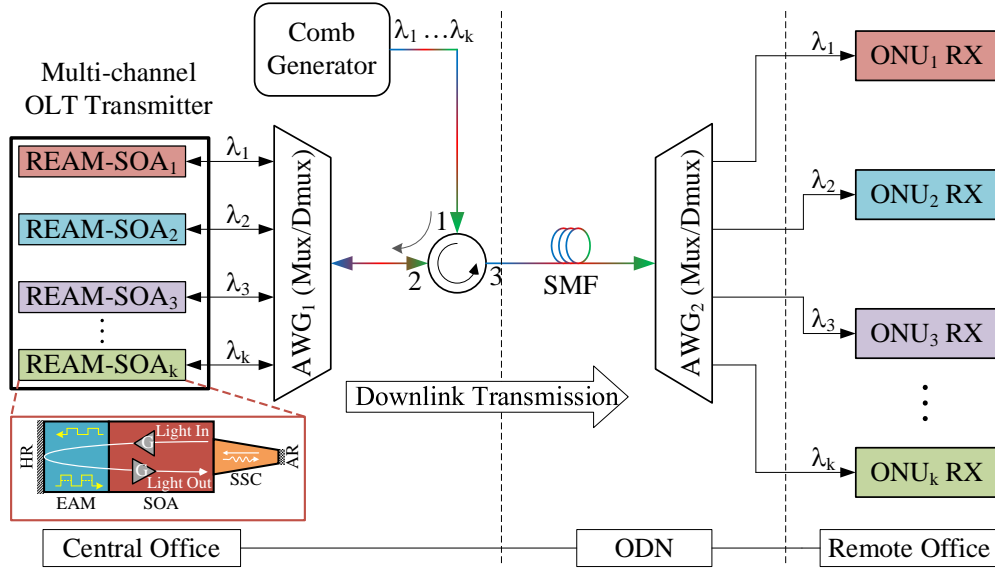 Comb
Generator
λ1 …λk
Multi-channel
OLT Transmitter
REAM-SOA1
REAM-SOA2
REAM-SOA3
REAM-SOAk
λ1
λ2
λ3
λk
AWG1 (Mux/Dmux)
1
2
3
SMF
AWG2 (Mux/Dmux)
λ1
λ2
λ3
λk
ONU1 RX
ONU2 RX
ONU3 RX
ONUk RX
Downlink Transmission
HR
G
Light In
G
Light Out
AR
SSC
EAM
SOA
Central Office
ODN
Remote Office